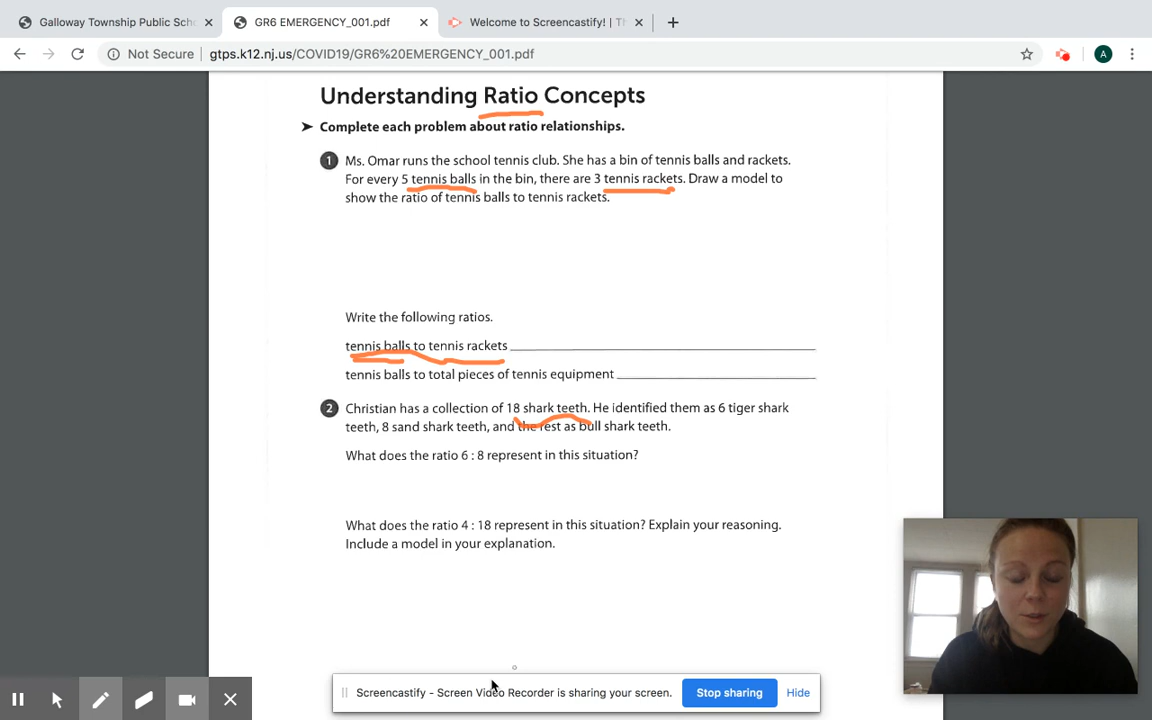 Galloway Township Public Scho
GR6 EMERGENCY_001.pdf
Welcome to Screencastify! | Th
Not Secure | gtps.k12.nj.us/COVID19/GR6%20EMERGENCY_001.pdf
A
Understanding Ratio Concepts
➤ Complete each problem about ratio relationships.
1 Ms. Omar runs the school tennis club. She has a bin of tennis balls and rackets.
For every 5 tennis balls in the bin, there are 3 tennis rackets. Draw a model to
show the ratio of tennis balls to tennis rackets.
Write the following ratios.
tennis balls to tennis rackets
tennis balls to total pieces of tennis equipment
2 Christian has a collection of 18 shark teeth. He identified them as 6 tiger shark
teeth, 8 sand shark teeth, and the rest as bull shark teeth.
What does the ratio 6 : 8 represent in this situation?
What does the ratio 4 : 18 represent in this situation? Explain your reasoning.
Include a model in your explanation.
Screencastify - Screen Video Recorder is sharing your screen. Stop sharing Hide